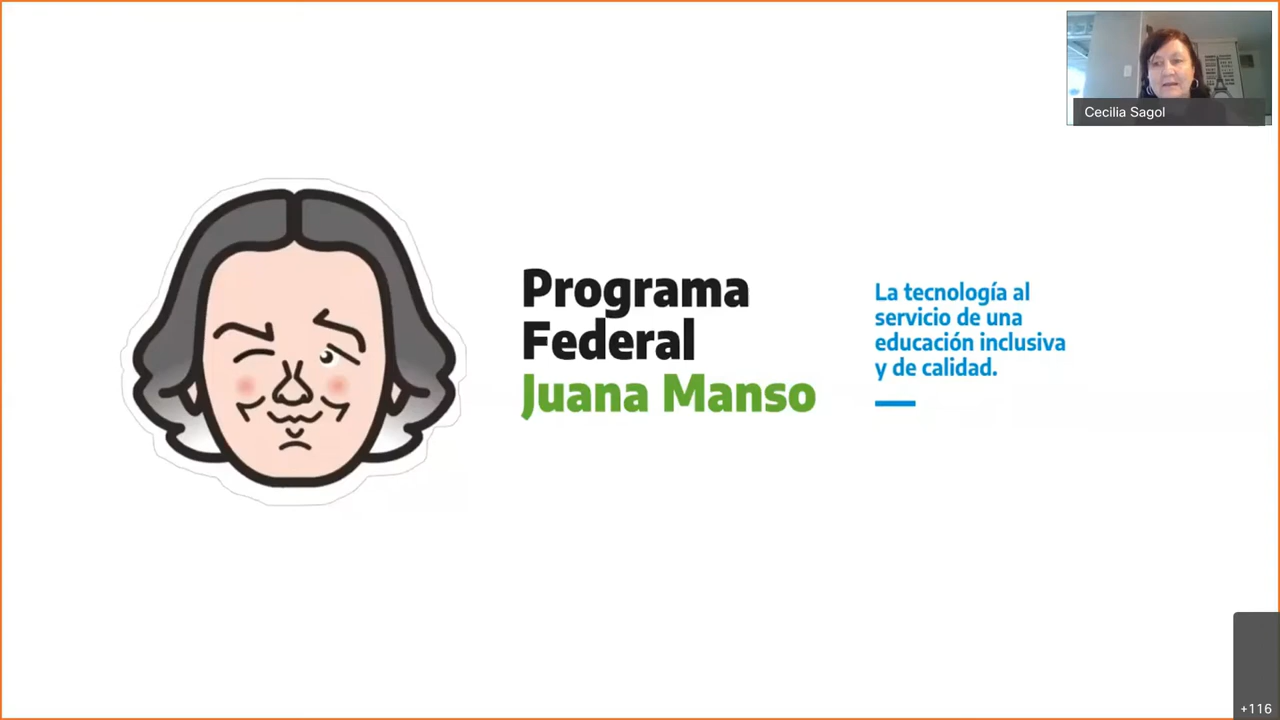 Cecilia Sagol
Programa
Federal
Juana Manso
La tecnología al
servicio de una
educación inclusiva
y de calidad.
+116